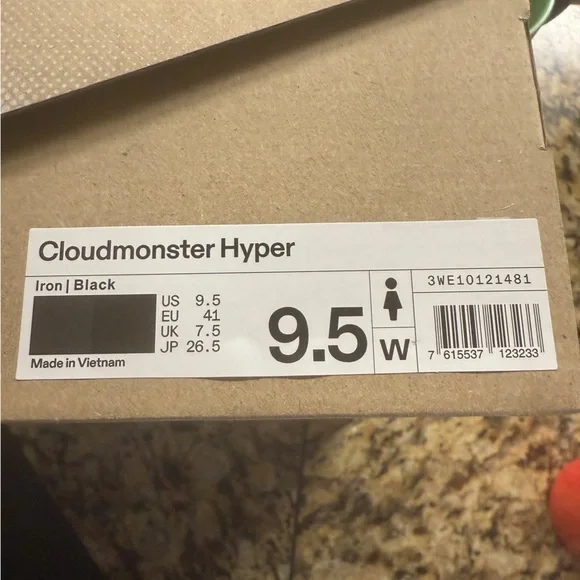 Cloudmonster Hyper
Iron | Black
US 9.5
EU 41
UK 7.5
JP 26.5
Made in Vietnam
9.5
W
3WE10121481
7 615537 123233